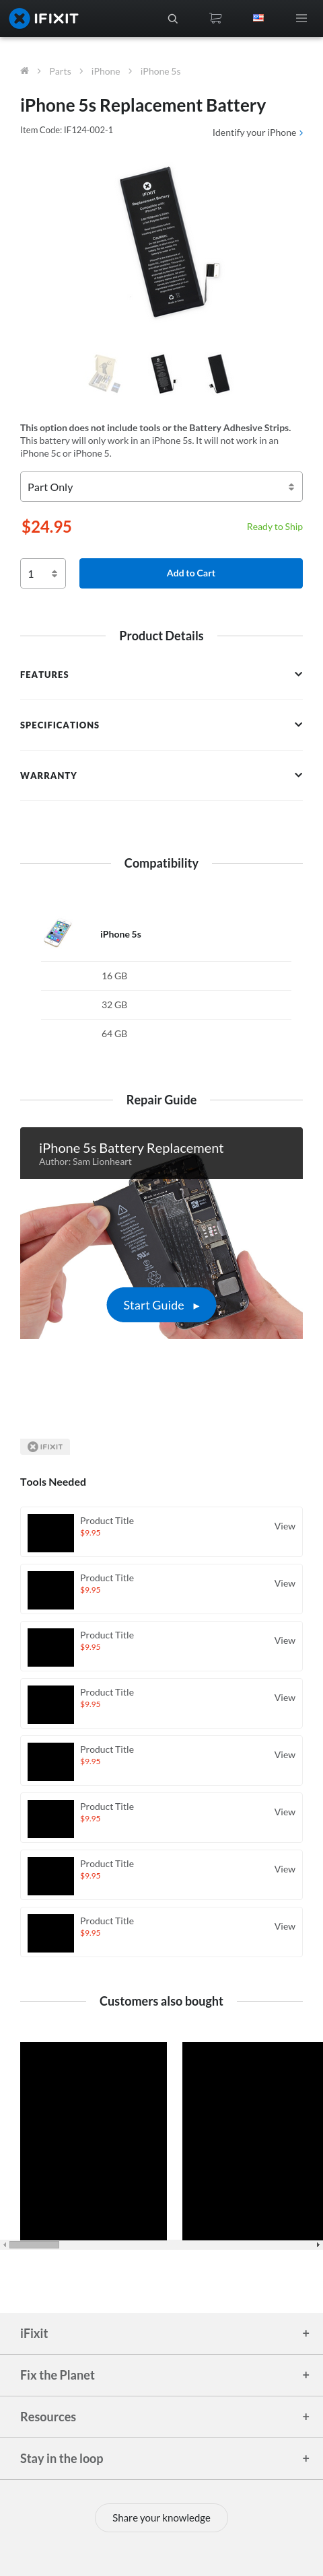 IFIXIT
Parts
iPhone
iPhone 5s
iPhone 5s Replacement Battery
Item Code: IF124-002-1
Identify your iPhone
IFIXIT
Replacement Battery
This option does not include tools or the Battery Adhesive Strips.
This battery will only work in an iPhone 5s. It will not work in an
iPhone 5c or iPhone 5.
Part Only
$24.95
Ready to Ship
1
Add to Cart
Product Details
FEATURES
SPECIFICATIONS
WARRANTY
Compatibility
iPhone 5s
16 GB
32 GB
64 GB
Repair Guide
iPhone 5s Battery Replacement
Author: Sam Lionheart
Start Guide
IFIXIT
Tools Needed
Product Title
$9.95
View
Product Title
$9.95
View
Product Title
$9.95
View
Product Title
$9.95
View
Product Title
$9.95
View
Product Title
$9.95
View
Product Title
$9.95
View
Product Title
$9.95
View
Customers also bought
iFixit
+
Fix the Planet
+
Resources
+
Stay in the loop
+
Share your knowledge